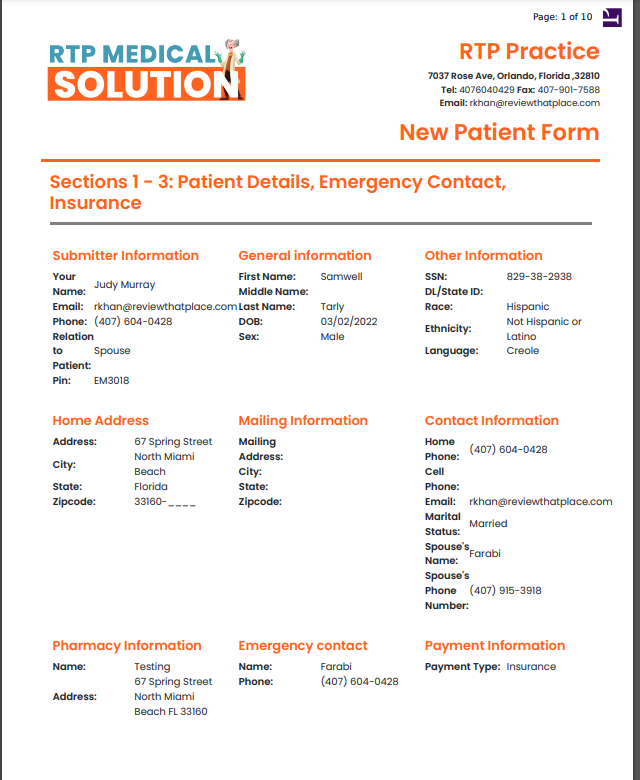 Page: 1 of 10
RTP MEDICAL
SOLUTION
RTP Practice
7037 Rose Ave, Orlando, Florida ,32810
Tel: 4076040429 Fax: 407-901-7588
Email: rkhan@reviewthatplace.com
New Patient Form
Sections 1 - 3: Patient Details, Emergency Contact,
Insurance
Submitter Information
Your
Name: Judy Murray
Email: rkhan@reviewthatplace.com
Phone: (407) 604-0428
Relation
to Spouse
Patient:
Pin: EM3018
General information
First Name: Samwell
Middle Name:
Last Name: Tarly
DOB: 03/02/2022
Sex: Male
Other Information
SSN: 829-38-2938
DL/State ID:
Race: Hispanic
Ethnicity: Not Hispanic or
Latino
Language: Creole
Home Address
Address: 67 Spring Street
City: North Miami
Beach
State: Florida
Zipcode: 33160-____
Mailing Information
Mailing
Address:
City:
State:
Zipcode:
Contact Information
Home
Phone: (407) 604-0428
Cell
Phone:
Email: rkhan@reviewthatplace.com
Marital
Status: Married
Spouse's
Name: Farabi
Spouse's
Phone (407) 915-3918
Number:
Pharmacy Information
Name: Testing
67 Spring Street
Address: North Miami
Beach FL 33160
Emergency contact
Name: Farabi
Phone: (407) 604-0428
Payment Information
Payment Type: Insurance